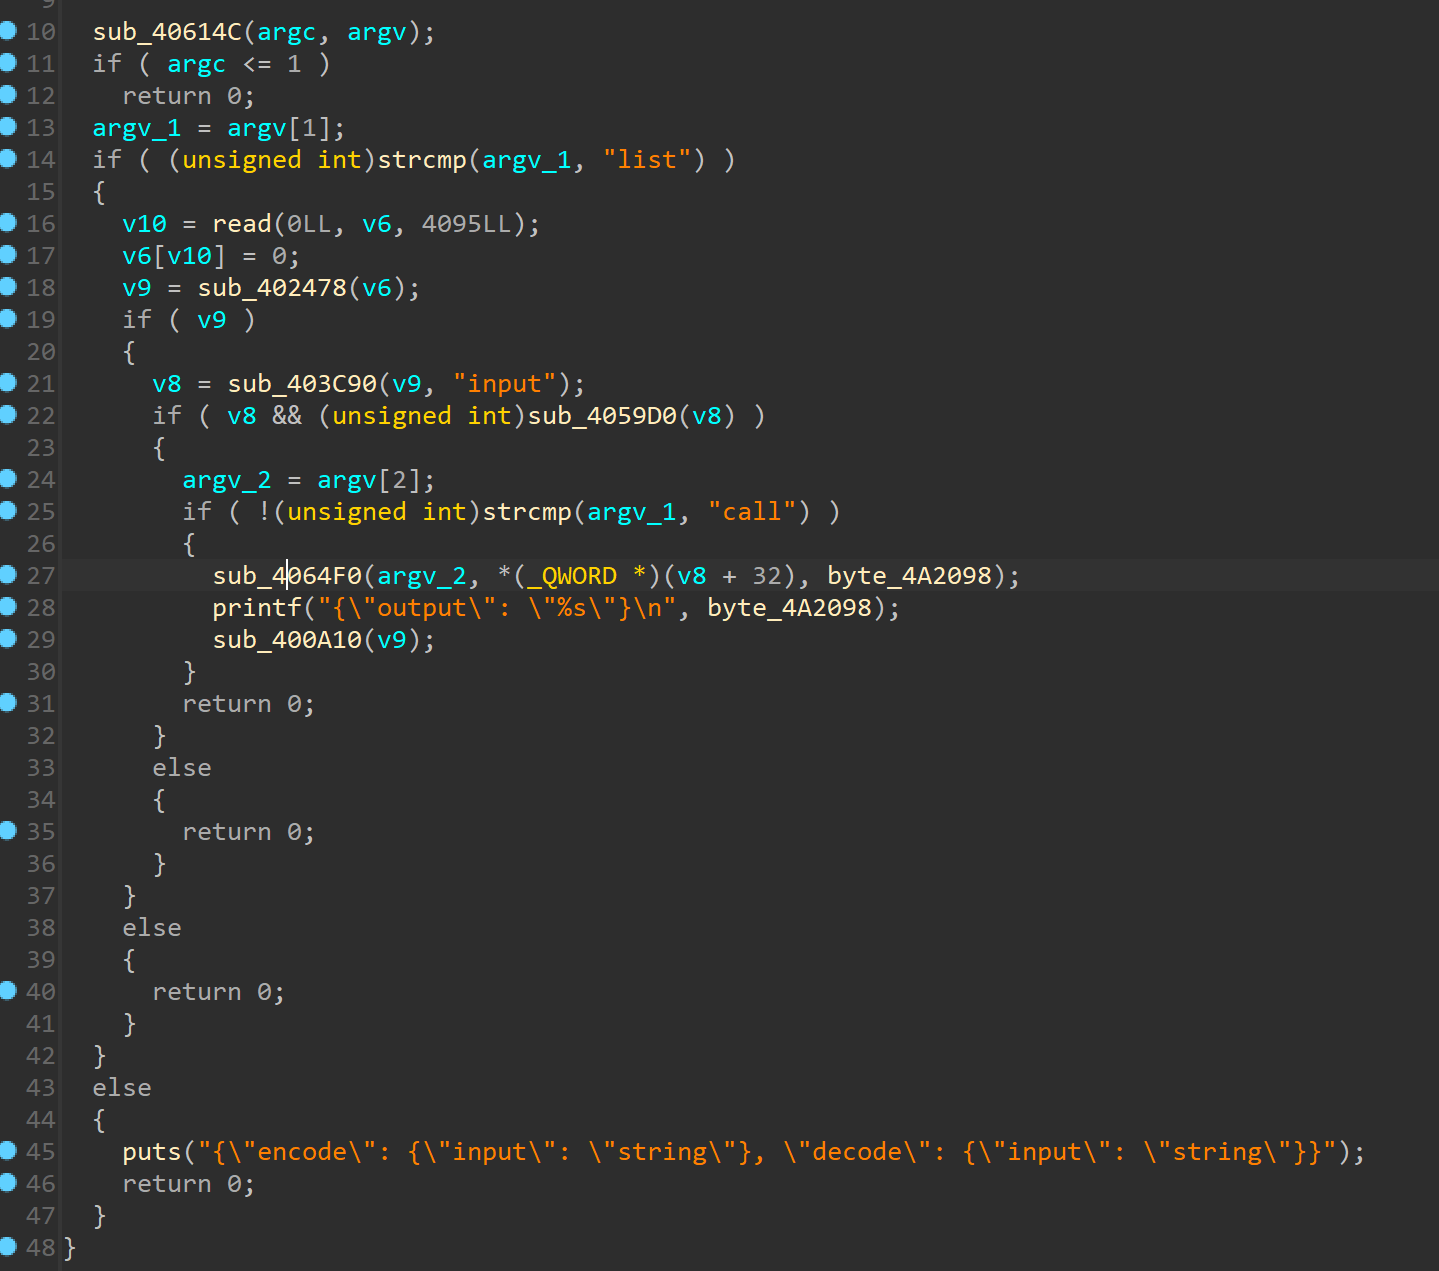 10 sub_40614C(argc, argv);
11 if ( argc <= 1 )
12 return 0;
13 argv_1 = argv[1];
14 if ( (unsigned int)strcmp(argv_1, "list") )
15 {
16 v10 = read(0LL, v6, 4095LL);
17 v6[v10] = 0;
18 v9 = sub_402478(v6);
19 if ( v9 )
20 {
21 v8 = sub_403C90(v9, "input");
22 if ( v8 && (unsigned int)sub_4059D0(v8) )
23 {
24 argv_2 = argv[2];
25 if ( !(unsigned int)strcmp(argv_1, "call") )
26 {
27 sub_4064F0(argv_2, *(_QWORD *)(v8 + 32), byte_4A2098);
28 printf("{\"output\": \"%s\"}\n", byte_4A2098);
29 sub_400A10(v9);
30 }
31 return 0;
32 }
33 else
34 {
35 return 0;
36 }
37 }
38 else
39 {
40 return 0;
41 }
42 }
43 else
44 {
45 puts("{\"encode\": {\"input\": \"string\"}, \"decode\": {\"input\": \"string\"}}");
46 return 0;
47 }
48 }